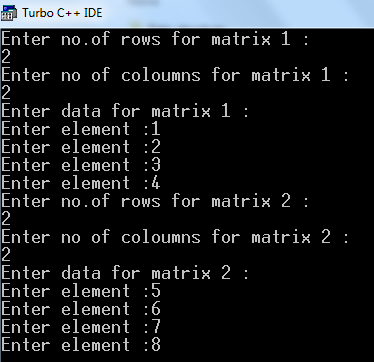 Turbo C++ IDE
Enter no.of rows for matrix 1 :
2
Enter no of coloumns for matrix 1 :
2
Enter data for matrix 1 :
Enter element :1
Enter element :2
Enter element :3
Enter element :4
Enter no.of rows for matrix 2 :
2
Enter no of coloumns for matrix 2 :
2
Enter data for matrix 2 :
Enter element :5
Enter element :6
Enter element :7
Enter element :8